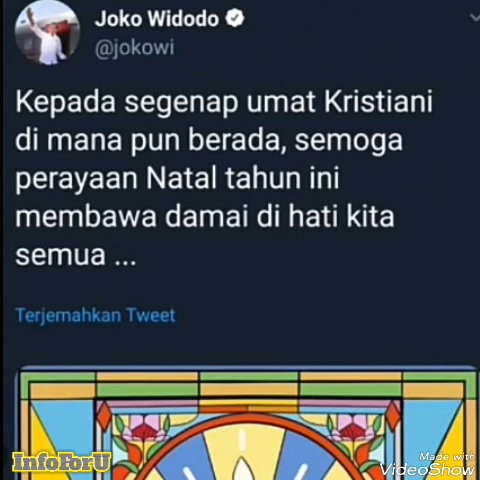 Joko Widodo
@jokowi
Kepada segenap umat Kristiani
di mana pun berada, semoga
perayaan Natal tahun ini
membawa damai di hati kita
semua ...
Terjemahkan Tweet
InfoForU
Made with
VideoShow